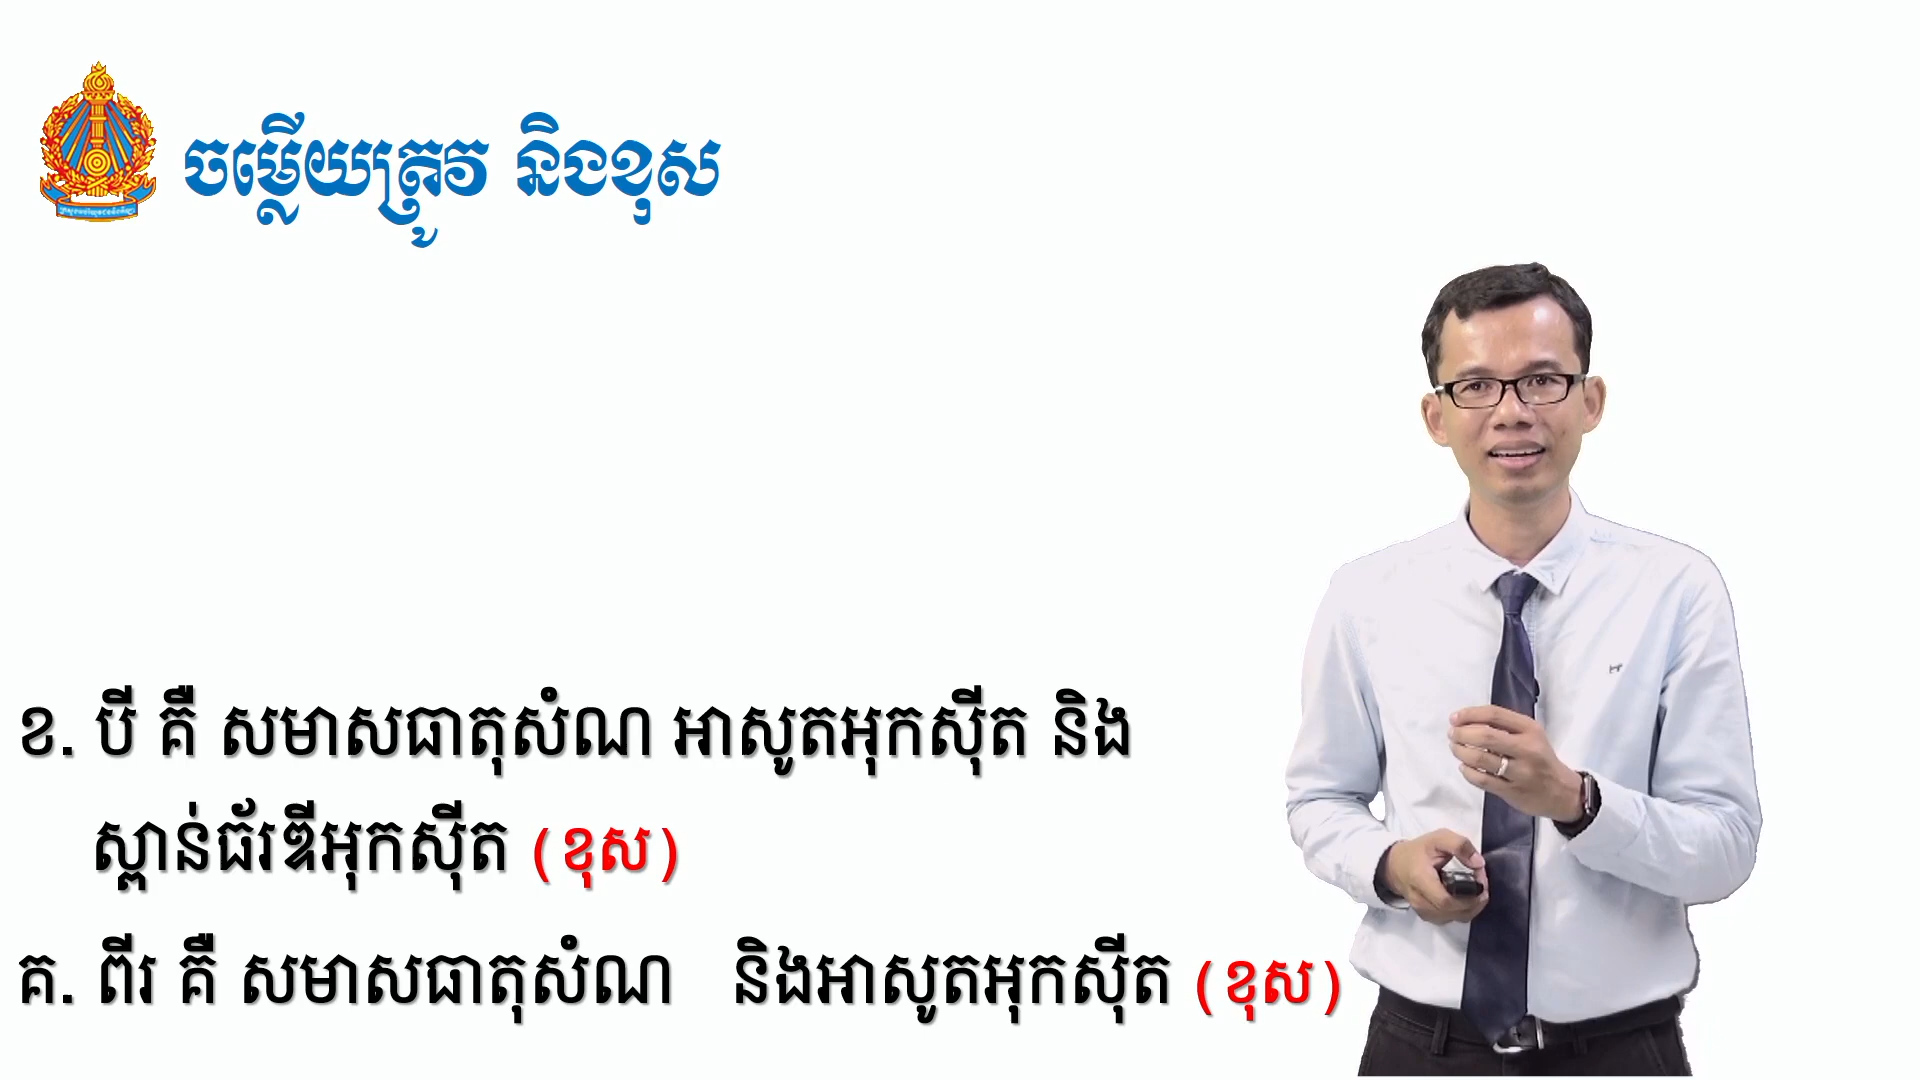 ចម្លើយត្រូវ និងខុស
ខ. បី គឺ សមាសធាតុសំណ អាសូតអុកស៊ីត និង
ស្ពាន់ធ័រឌីអុកស៊ីត (ខុស)
គ. ពីរ គឺ សមាសធាតុសំណ និងអាសូតអុកស៊ីត (ខុស)